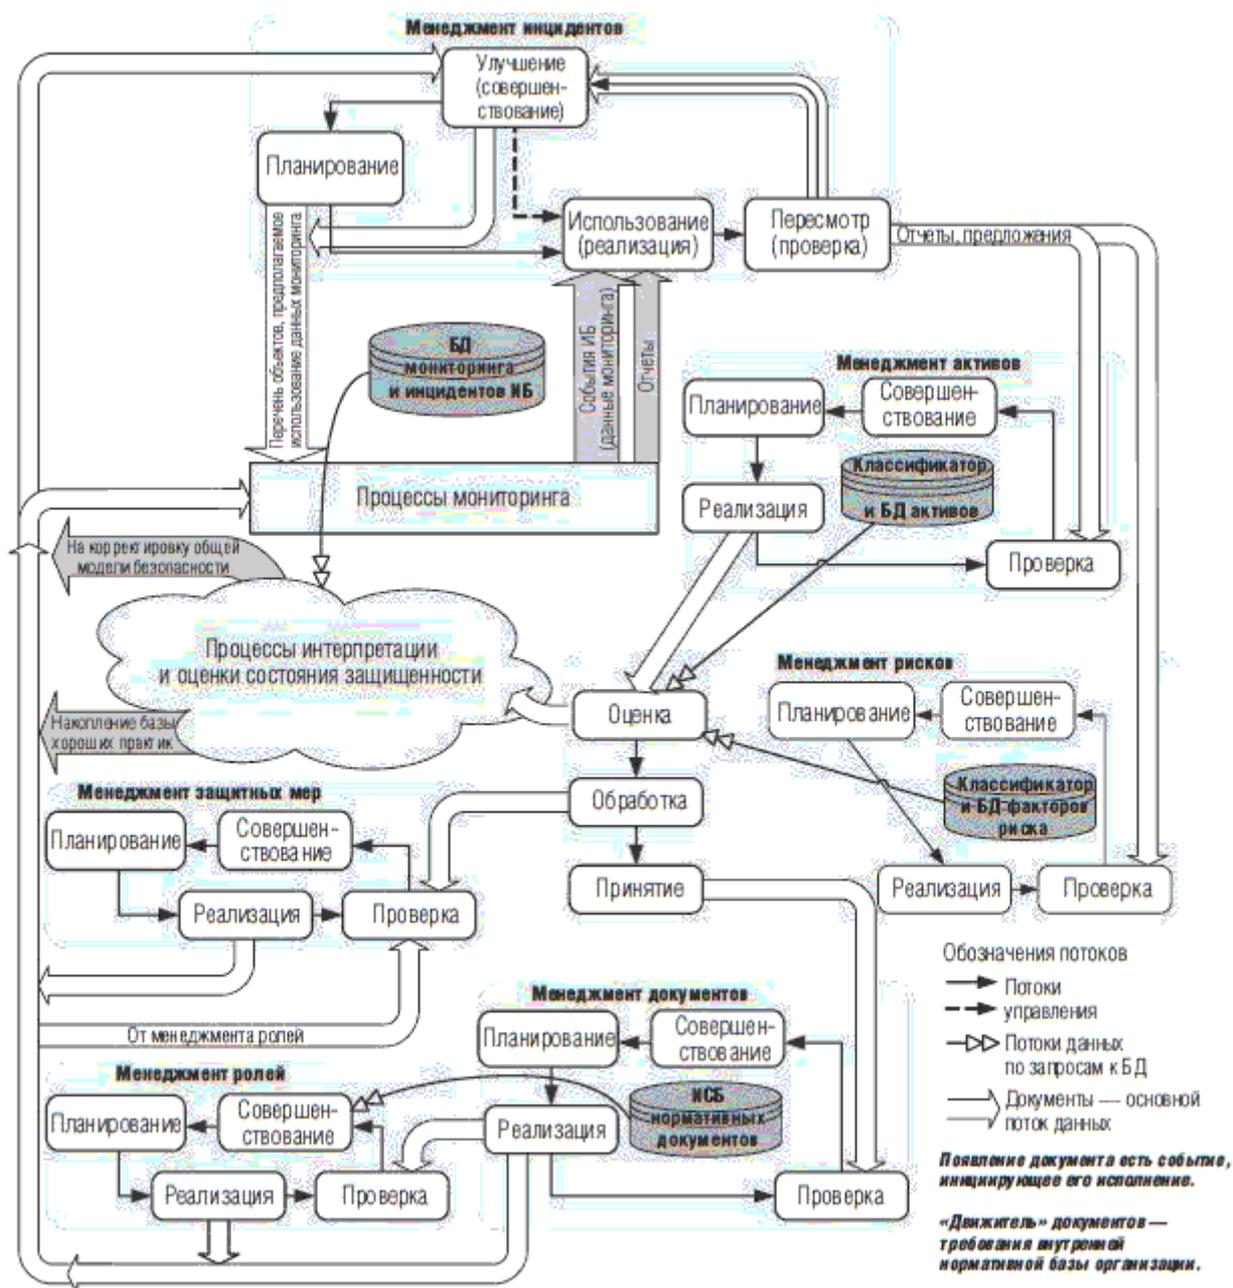 Менеджмент инцидентов
Улучшение
(совершен-
ствование)
Планирование
Использование
(реализация)
Пересмотр
(проверка)
Отчеты, предложения
Перечень объектов, предполагаемое
использование данных мониторинга
События ИБ
(данные мониторинга)
Отчеты
БД
мониторинга
и инцидентов ИБ
Менеджмент активов
Планирование
Совершен-
ствование
Классификатор
и БД активов
Реализация
Проверка
Процессы мониторинга
На корректировку общей
модели безопасности
Процессы интерпретации
и оценки состояния защищенности
Накопление базы
хороших практик
Менеджмент рисков
Планирование
Совершен-
ствование
Оценка
Классификатор
и БД-факторов
риска
Обработка
Принятие
Реализация
Проверка
Менеджмент защитных мер
Планирование
Совершен-
ствование
Реализация
Проверка
От менеджмента ролей
Менеджмент документов
Планирование
Совершен-
ствование
ИСБ
нормативных
документов
Реализация
Проверка
Менеджмент ролей
Планирование
Совершен-
ствование
Реализация
Проверка
Обозначения потоков
Потоки
управления
Потоки данных
по запросам к БД
Документы — основной
поток данных
Появление документа есть событие,
инициирующее его исполнение.
«Движитель» документов —
требования внутренней
нормативной базы организации.